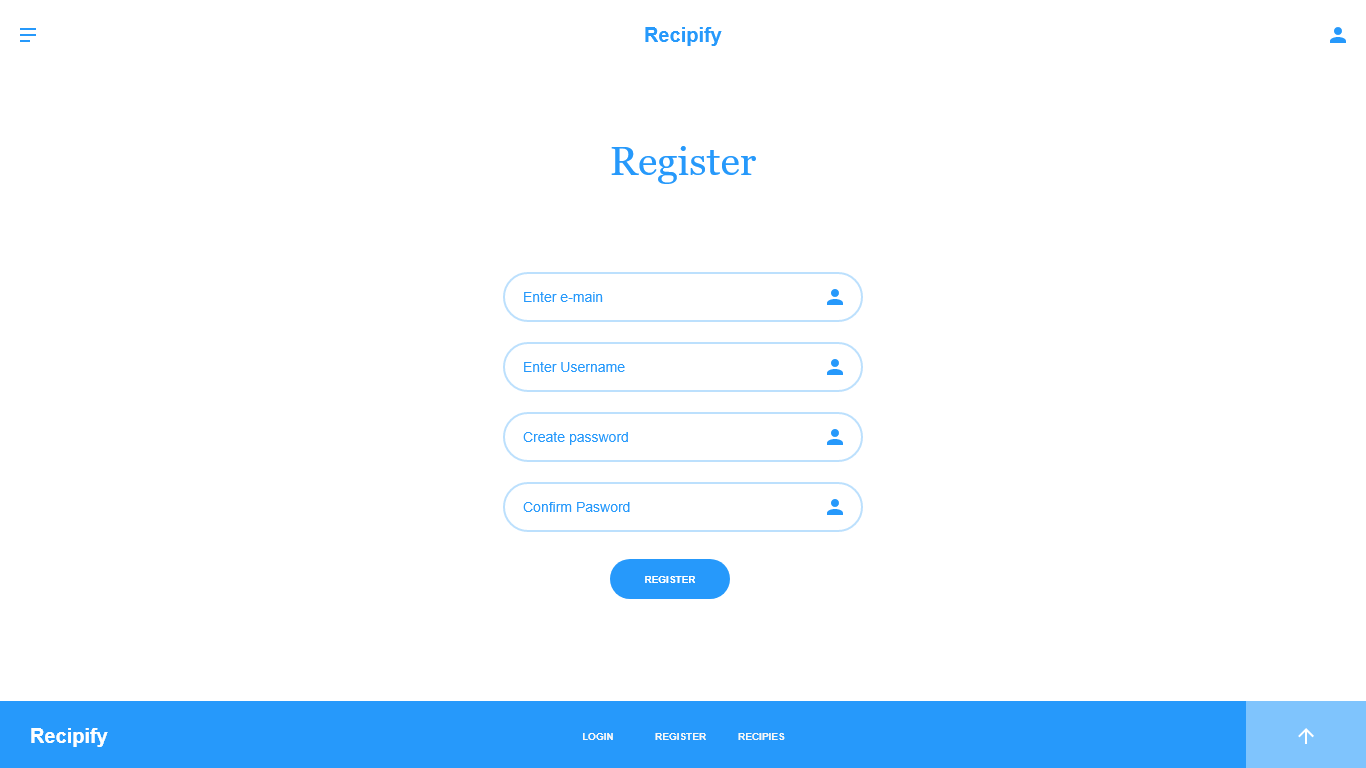 Recipify
Register
Enter e-main
Enter Username
Create password
Confirm Pasword
REGISTER
Recipify
LOGIN REGISTER RECIPIES